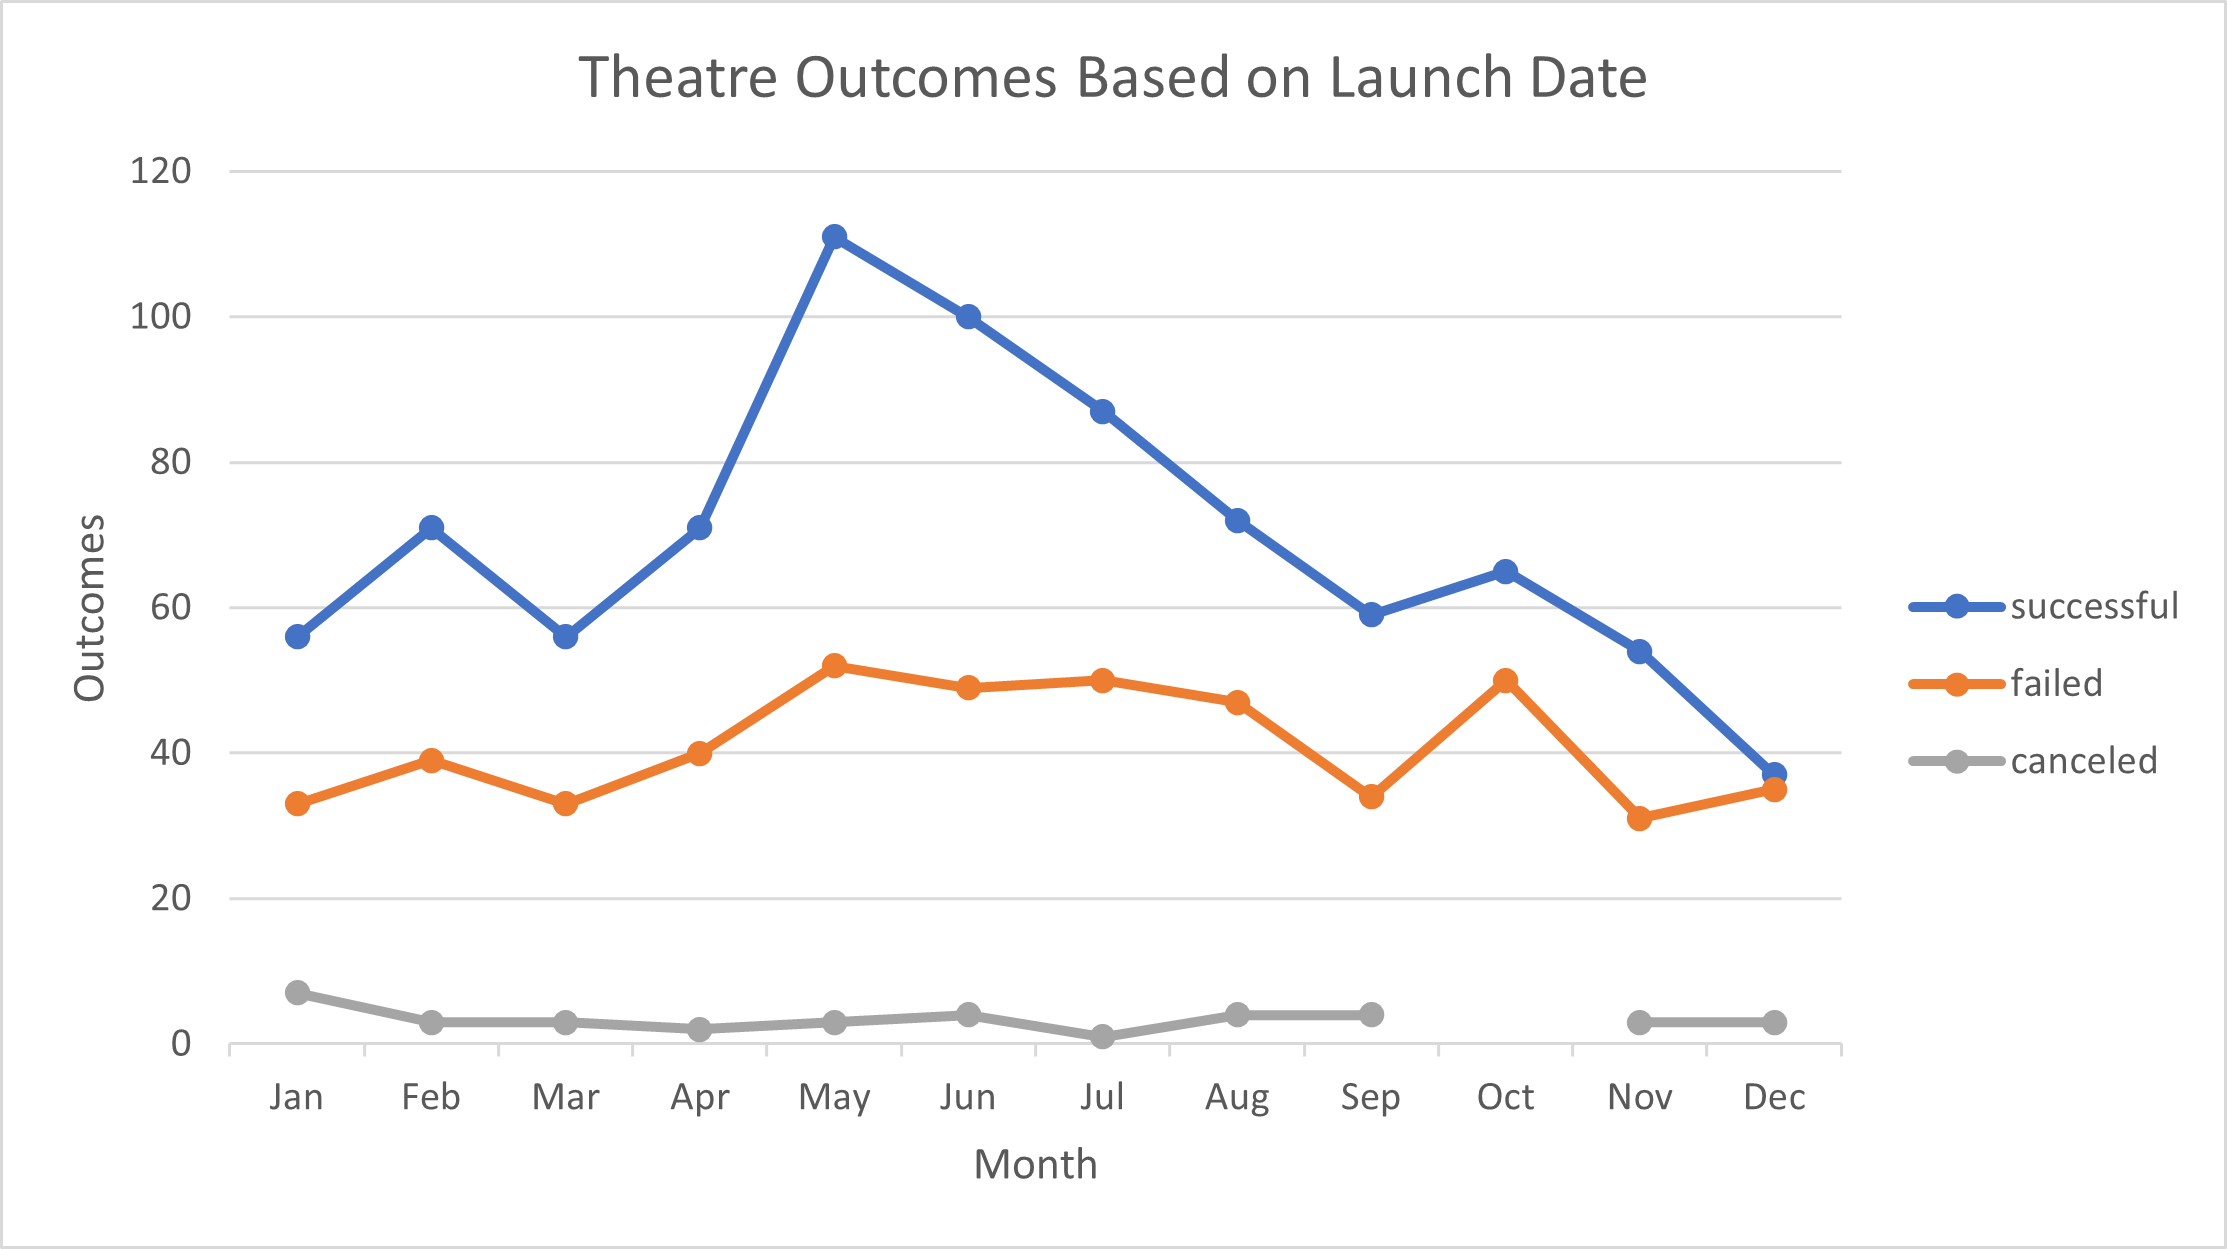 Theatre Outcomes Based on Launch Date
120
100
80
60
40
20
0
Outcomes
Jan Feb Mar Apr May Jun Jul Aug Sep Oct Nov Dec
Month
successful
failed
canceled